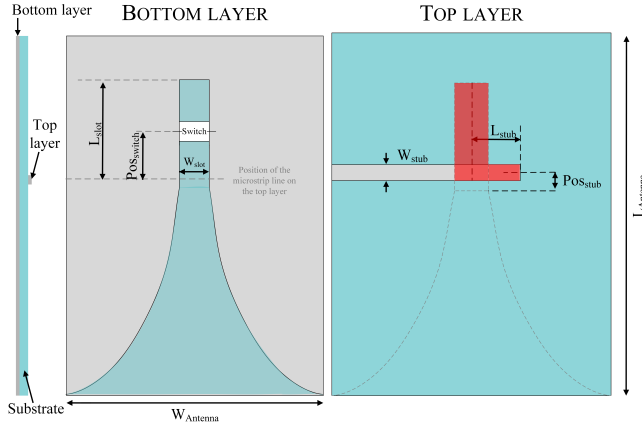 Bottom layer
BOTTOM LAYER
TOP LAYER
Top
layer
L_slot
Pos_switch
Switch
W_slot
Position of the
microstrip line on
the top layer
L_stub
W_stub
Pos_stub
L_Antenna
Substrate
W_Antenna